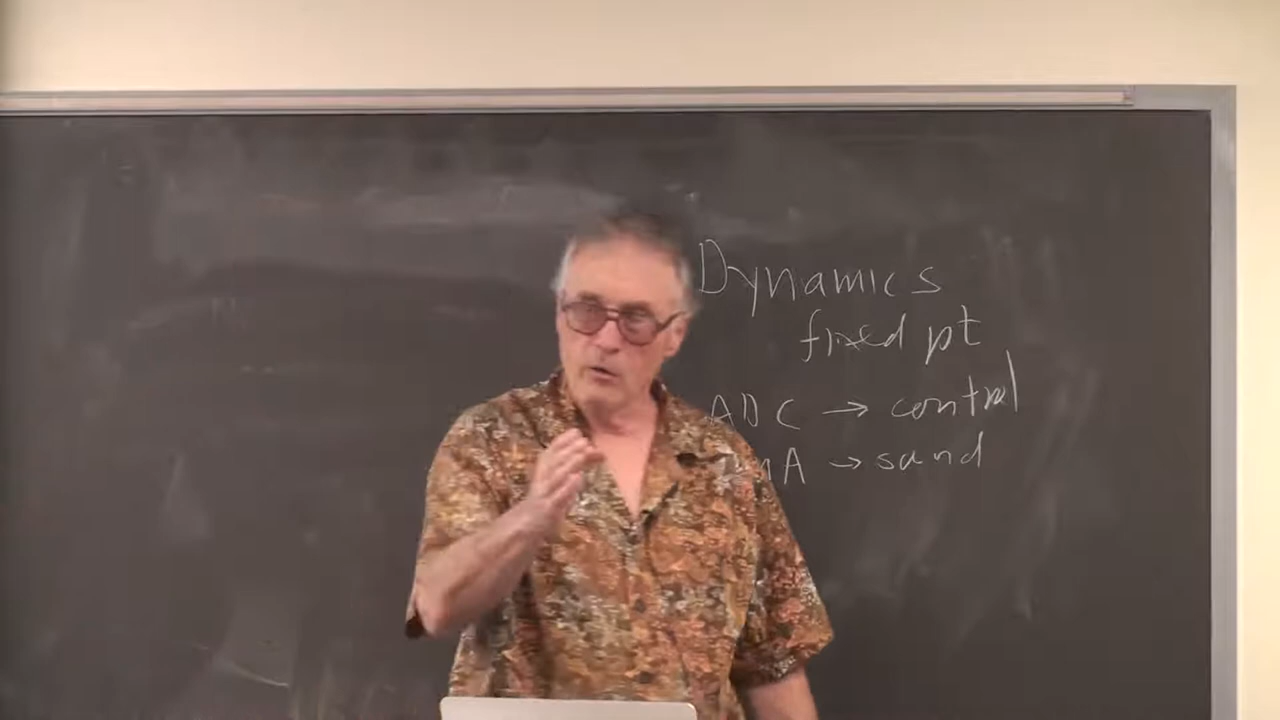 Dynamics
fixed pt
ADC → control
A → sand